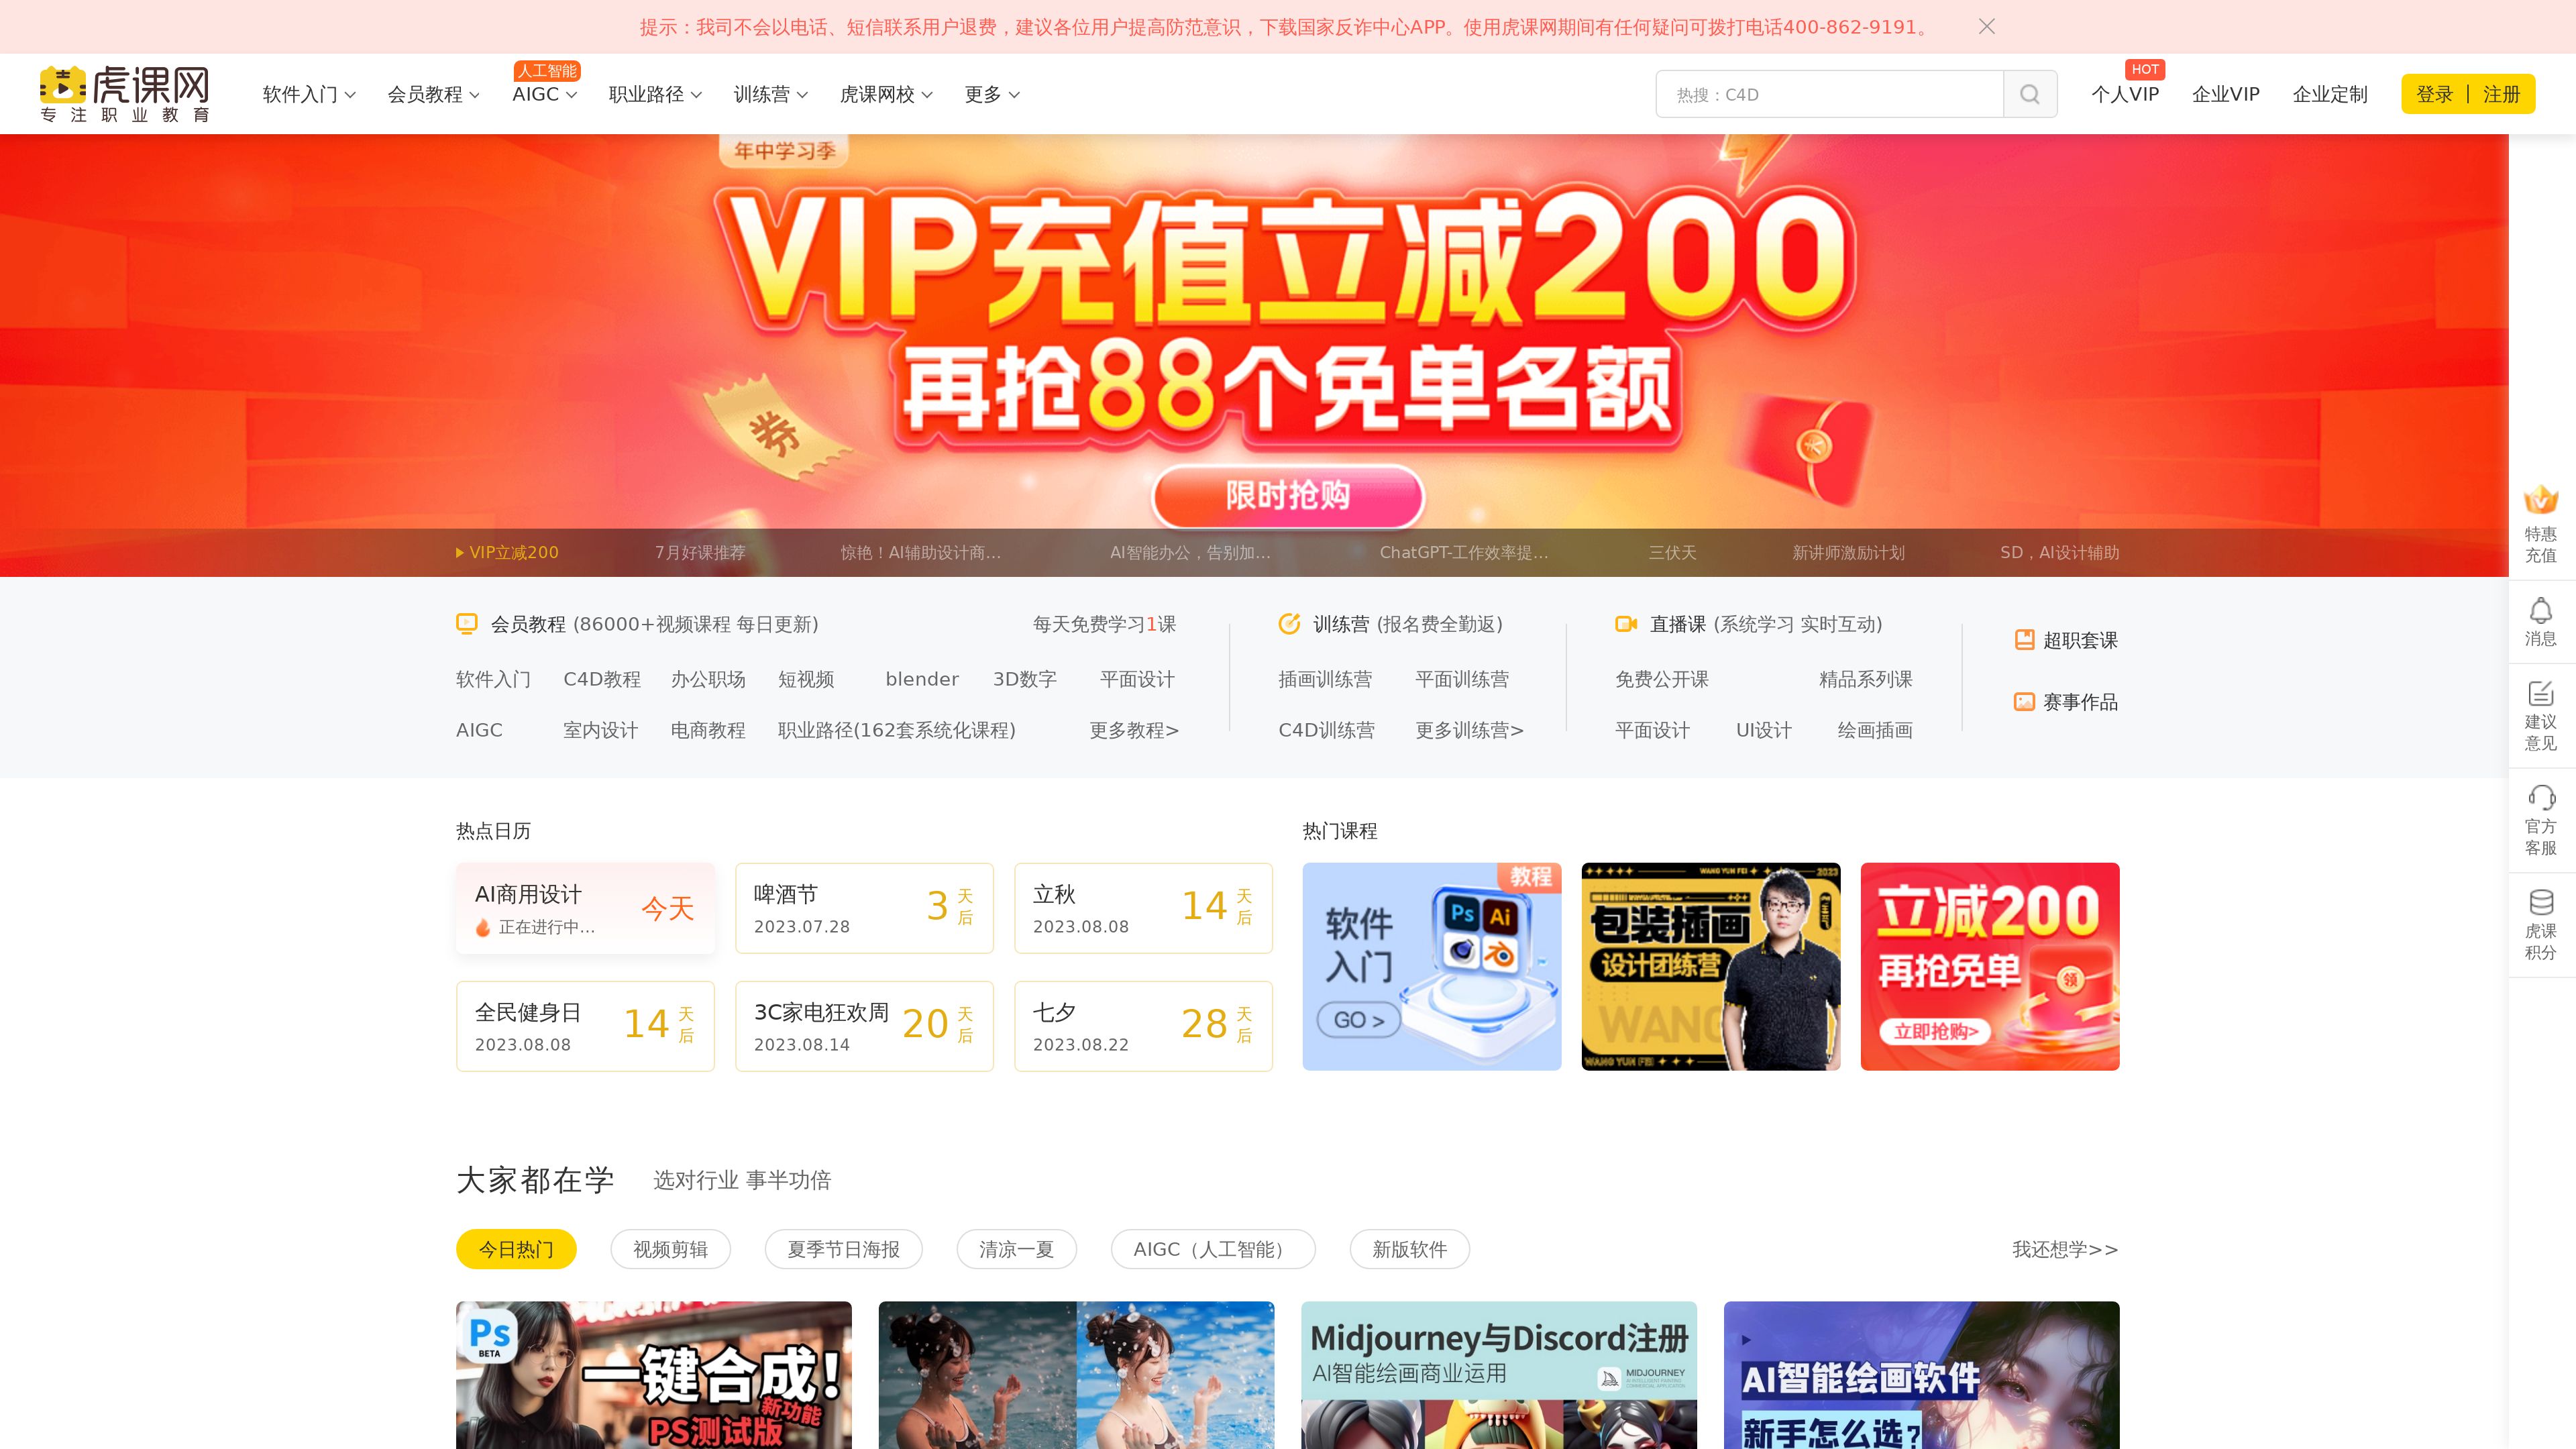 提示：我司不会以电话、短信联系用户退费，建议各位用户提高防范意识，下载国家反诈中心APP。使用虎课网期间有任何疑问可拨打电话400-862-9191。
虎课网
专注职业教育
软件入门
会员教程
人工智能
AIGC
职业路径
训练营
虎课网校
更多
热搜：C4D
HOT
个人VIP
企业VIP
企业定制
登录 | 注册
年中学习季
VIP充值立减200
再抢88个免单名额
券
限时抢购
VIP立减200
7月好课推荐
惊艳！AI辅助设计商...
AI智能办公，告别加...
ChatGPT-工作效率提...
三伏天
新讲师激励计划
SD，AI设计辅助
特惠
充值
消息
建议
意见
官方
客服
虎课
积分
会员教程 (86000+视频课程 每日更新)
每天免费学习1课
软件入门 C4D教程 办公职场 短视频 blender 3D数字 平面设计
AIGC 室内设计 电商教程 职业路径(162套系统化课程) 更多教程>
训练营 (报名费全勤返)
插画训练营 平面训练营
C4D训练营 更多训练营>
直播课 (系统学习 实时互动)
免费公开课 精品系列课
平面设计 UI设计 绘画插画
超职套课
赛事作品
热点日历
AI商用设计
正在进行中...
今天
啤酒节
2023.07.28
3天后
立秋
2023.08.08
14天后
全民健身日
2023.08.08
14天后
3C家电狂欢周
2023.08.14
20天后
七夕
2023.08.22
28天后
热门课程
教程
软件
入门
Ps Ai
GO >
WANG YUN FEI
2023
包装插画
设计团练营
WANG
WANG YUN FEI
立减200
再抢免单
领
立即抢购>
大家都在学
选对行业 事半功倍
今日热门
视频剪辑
夏季节日海报
清凉一夏
AIGC（人工智能）
新版软件
我还想学>>
Ps
BETA
一键合成！
新功能
PS测试版
Midjourney与Discord注册
AI智能绘画商业运用
MIDJOURNEY
AI智能绘画软件
新手怎么选？